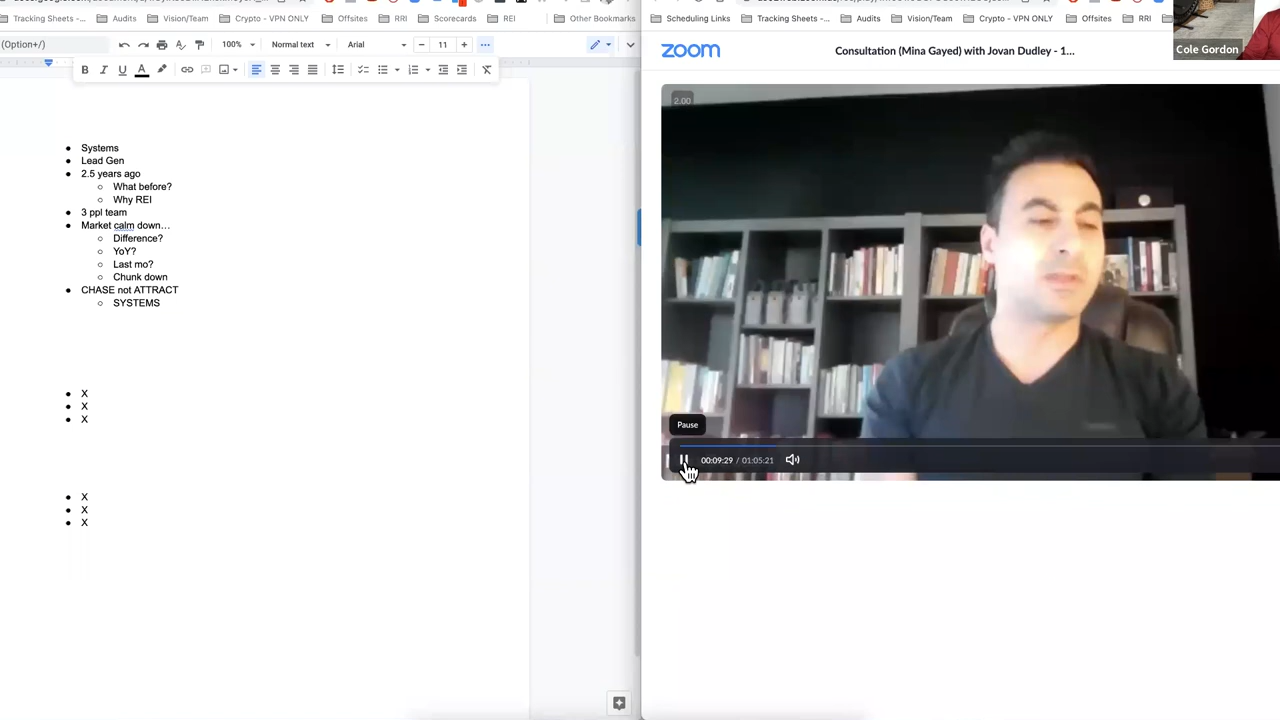 Tracking Sheets -...
Audits
Vision/Team
Crypto - VPN ONLY
Offsites
RRI
Scorecards
REI
Other Bookmarks
(Option+/)
100%
Normal text
Arial
11
B I U A
Systems
Lead Gen
2.5 years ago
What before?
Why REI
3 ppl team
Market calm down…
Difference?
YoY?
Last mo?
Chunk down
CHASE not ATTRACT
SYSTEMS
X
X
X
X
X
X
Scheduling Links
Tracking Sheets -...
Audits
Vision/Team
Crypto - VPN ONLY
Offsites
RRI
Cole Gordon
zoom
Consultation (Mina Gayed) with Jovan Dudley - 1...
2.00
Pause
00:09:29 / 01:05:21